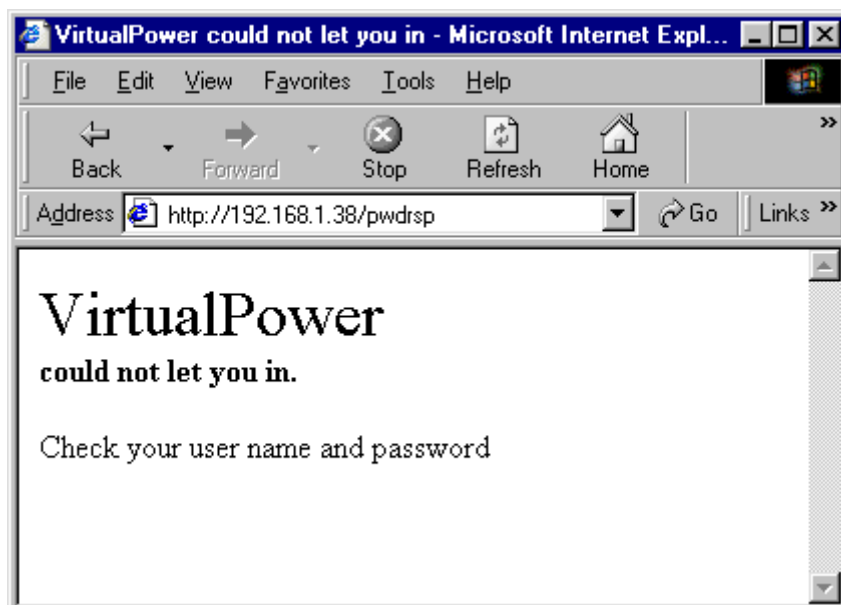 VirtualPower could not let you in - Microsoft Internet Expl...
File Edit View Favorites Tools Help
Back Forward Stop Refresh Home »
Address http://192.168.1.38/pwdrsp Go Links »
VirtualPower
could not let you in.
Check your user name and password